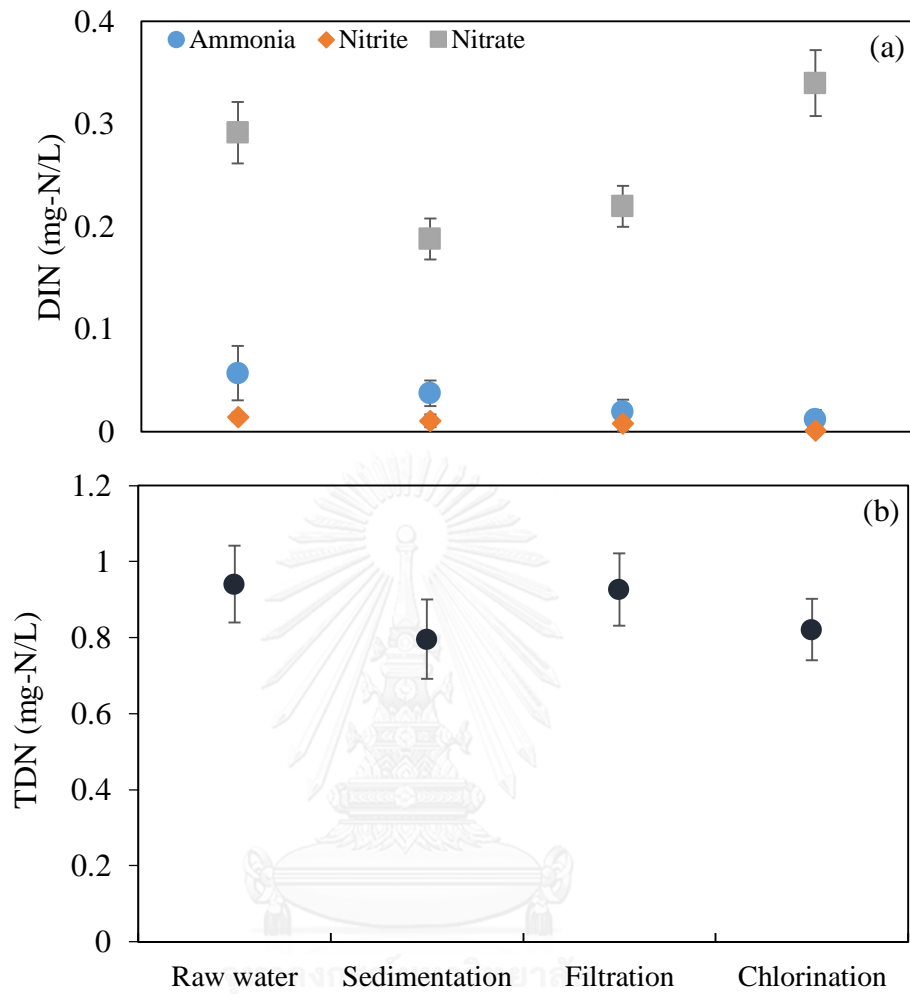 0.4
Ammonia Nitrite Nitrate (a)
0.3
0.2
0.1
0
DIN (mg-N/L)
1.2
(b)
1
0.8
0.6
0.4
0.2
0
TDN (mg-N/L)
Raw water Sedimentation Filtration Chlorination